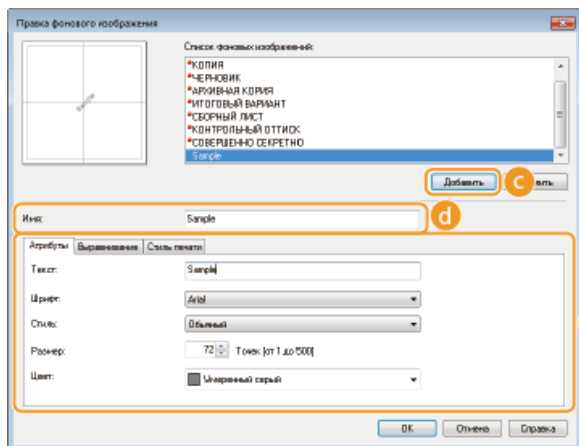 Правка фонового изображения
Список фоновых изображений:
Sample
*КОПИЯ
*ЧЕРНОВИК
*АРХИВНАЯ КОПИЯ
*ИТОГОВЫЙ ВАРИАНТ
*СБОРНЫЙ ЛИСТ
*КОНТРОЛЬНЫЙ ОТТИСК
*СОВЕРШЕННО СЕКРЕТНО
Sample
Добавить c
Имя: Sample d
Атрибуты Выравнивание Стиль печати
Текст: Sample
Шрифт: Arial
Стиль: Обычный
Размер: 72 Точек [от 1 до 500]
Цвет: Умеренный серый
OK Отмена Справка